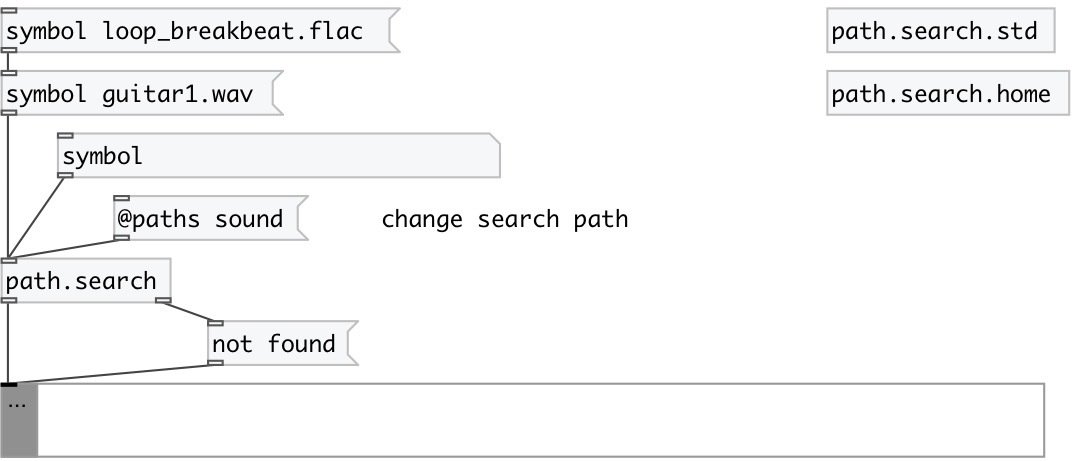 symbol loop_breakbeat.flac
path.search.std
symbol guitar1.wav
path.search.home
symbol
@paths sound
change search path
path.search
not found
...